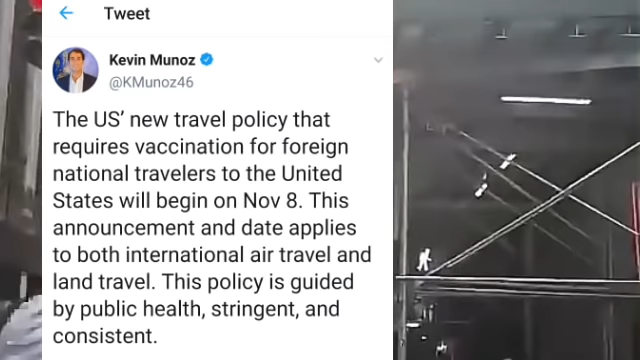 Tweet
Kevin Munoz
@KMunoz46
The US' new travel policy that
requires vaccination for foreign
national travelers to the United
States will begin on Nov 8. This
announcement and date applies
to both international air travel and
land travel. This policy is guided
by public health, stringent, and
consistent.